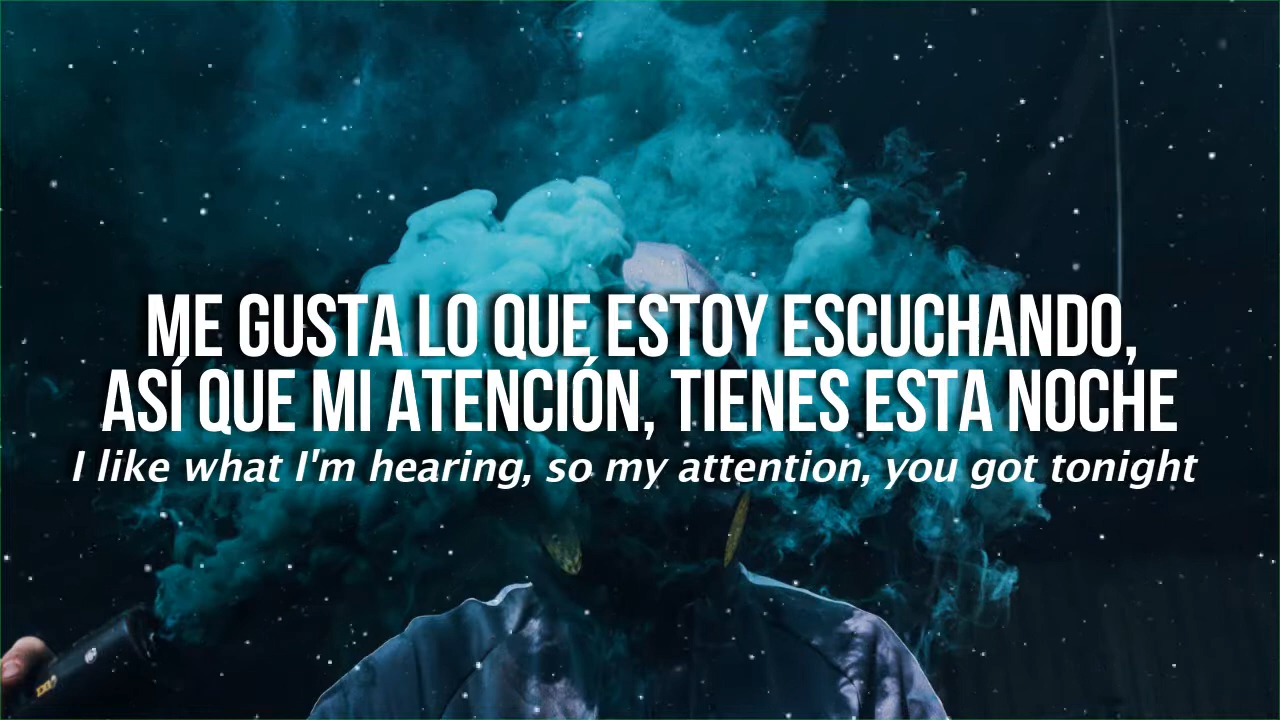 ME GUSTA LO QUE ESTOY ESCUCHANDO,
ASÍ QUE MI ATENCIÓN, TIENES ESTA NOCHE
I like what I'm hearing, so my attention, you got tonight